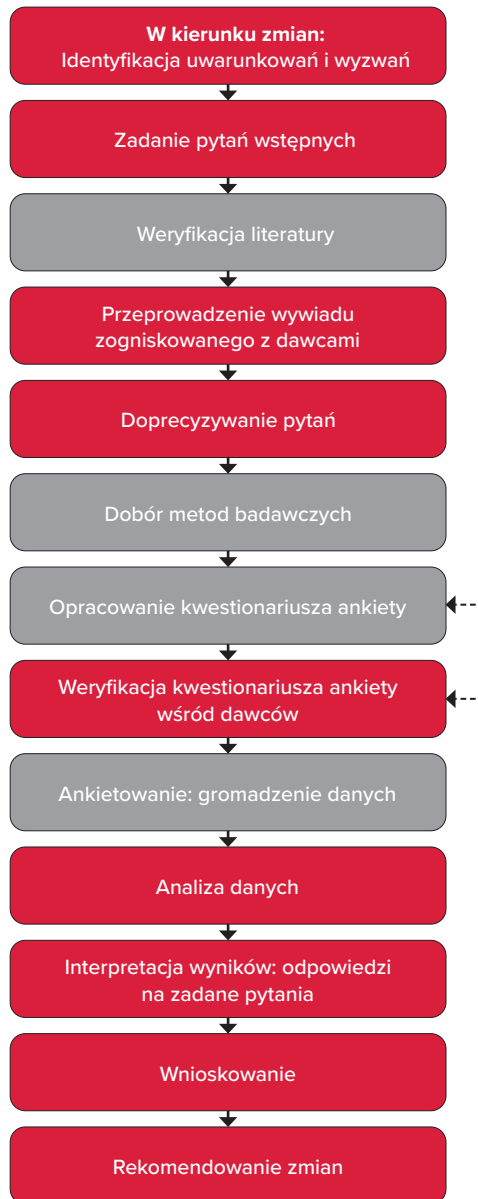 W kierunku zmian:
Identyfikacja uwarunkowań i wyzwań
Zadanie pytań wstępnych
Weryfikacja literatury
Przeprowadzenie wywiadu
zogniskowanego z dawcami
Doprecyzywanie pytań
Dobór metod badawczych
Opracowanie kwestionariusza ankiety
Weryfikacja kwestionariusza ankiety
wśród dawców
Ankietowanie: gromadzenie danych
Analiza danych
Interpretacja wyników: odpowiedzi
na zadane pytania
Wnioskowanie
Rekomendowanie zmian